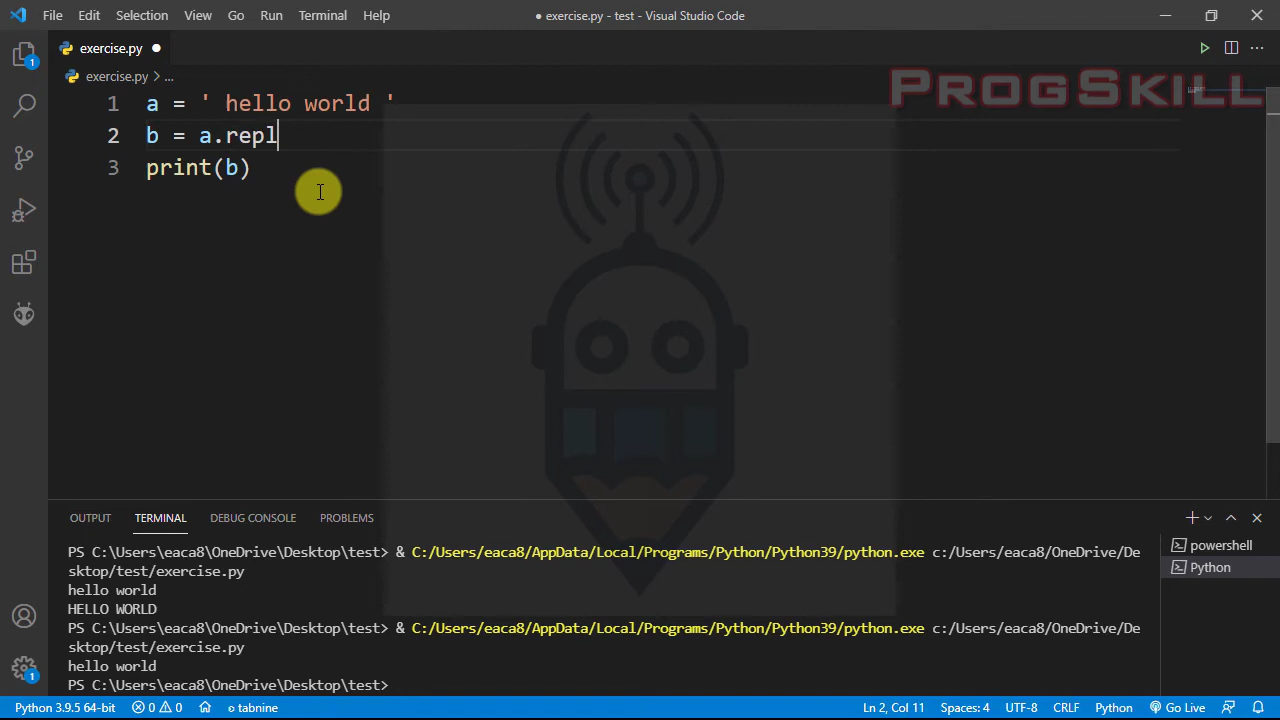 File Edit Selection View Go Run Terminal Help ● exercise.py - test - Visual Studio Code
exercise.py
exercise.py > ...
PROGSKILL
1 a = ' hello world '
2 b = a.repl
3 print(b)
OUTPUT TERMINAL DEBUG CONSOLE PROBLEMS
PS C:\Users\eaca8\OneDrive\Desktop\test> & C:/Users/eaca8/AppData/Local/Programs/Python/Python39/python.exe c:/Users/eaca8/OneDrive/De
sktop/test/exercise.py
hello world
HELLO WORLD
PS C:\Users\eaca8\OneDrive\Desktop\test> & C:/Users/eaca8/AppData/Local/Programs/Python/Python39/python.exe c:/Users/eaca8/OneDrive/De
sktop/test/exercise.py
hello world
PS C:\Users\eaca8\OneDrive\Desktop\test>
powershell
Python
1
1
Python 3.9.5 64-bit 0 0 tabnine Ln 2, Col 11 Spaces: 4 UTF-8 CRLF Python Go Live